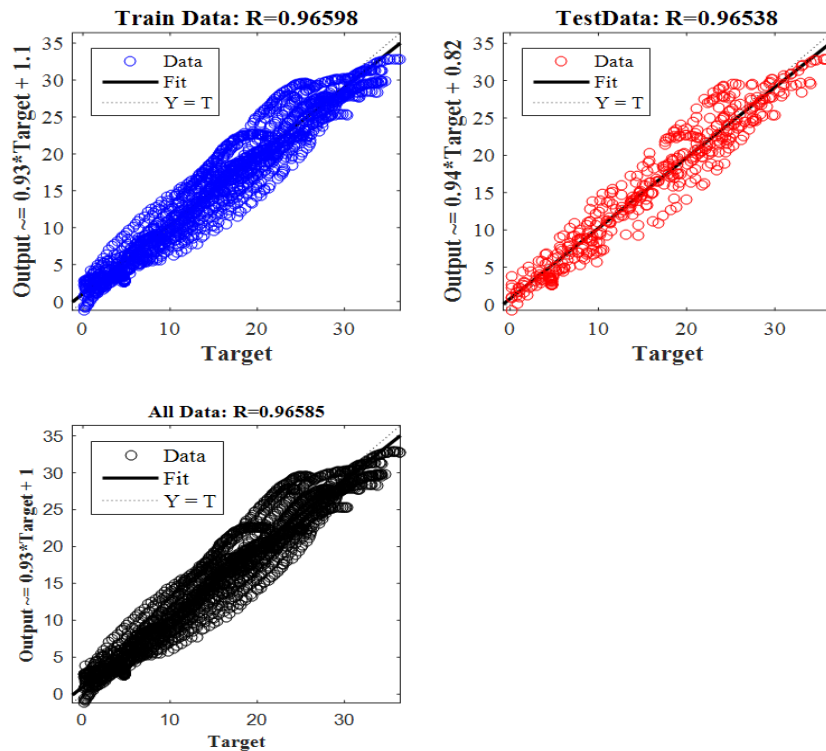 Train Data: R=0.96598
Output ~= 0.93*Target + 1.1
35
30
25
20
15
10
5
0
Data
Fit
Y = T
0
10
20
30
Target
TestData: R=0.96538
Output ~= 0.94*Target + 0.82
35
30
25
20
15
10
5
0
Data
Fit
Y = T
0
10
20
30
Target
All Data: R=0.96585
Output ~= 0.93*Target + 1
35
30
25
20
15
10
5
0
Data
Fit
Y = T
0
10
20
30
Target